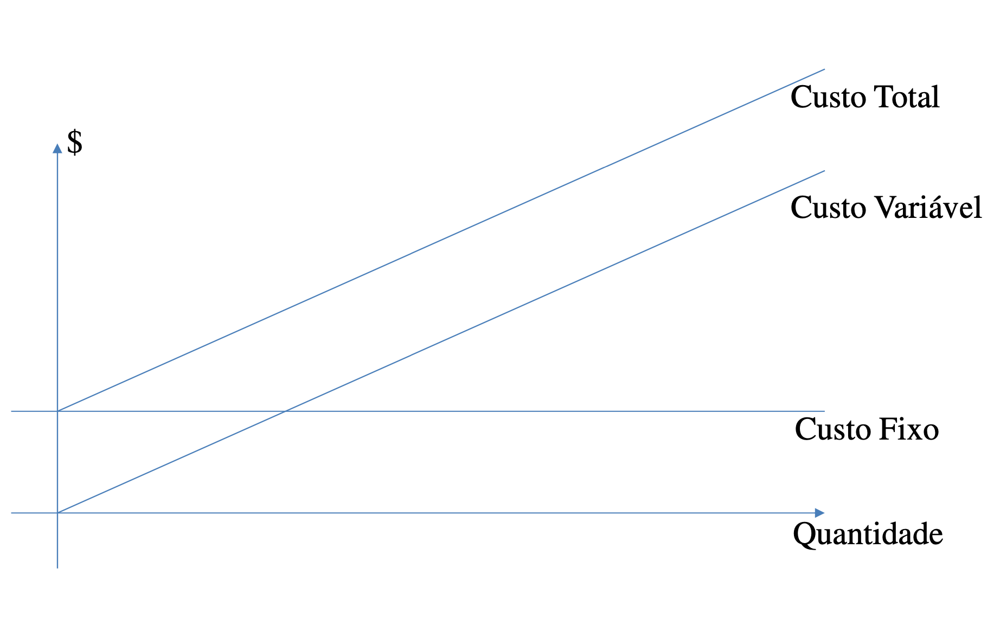 Custo Total
$
Custo Variável
Custo Fixo
Quantidade